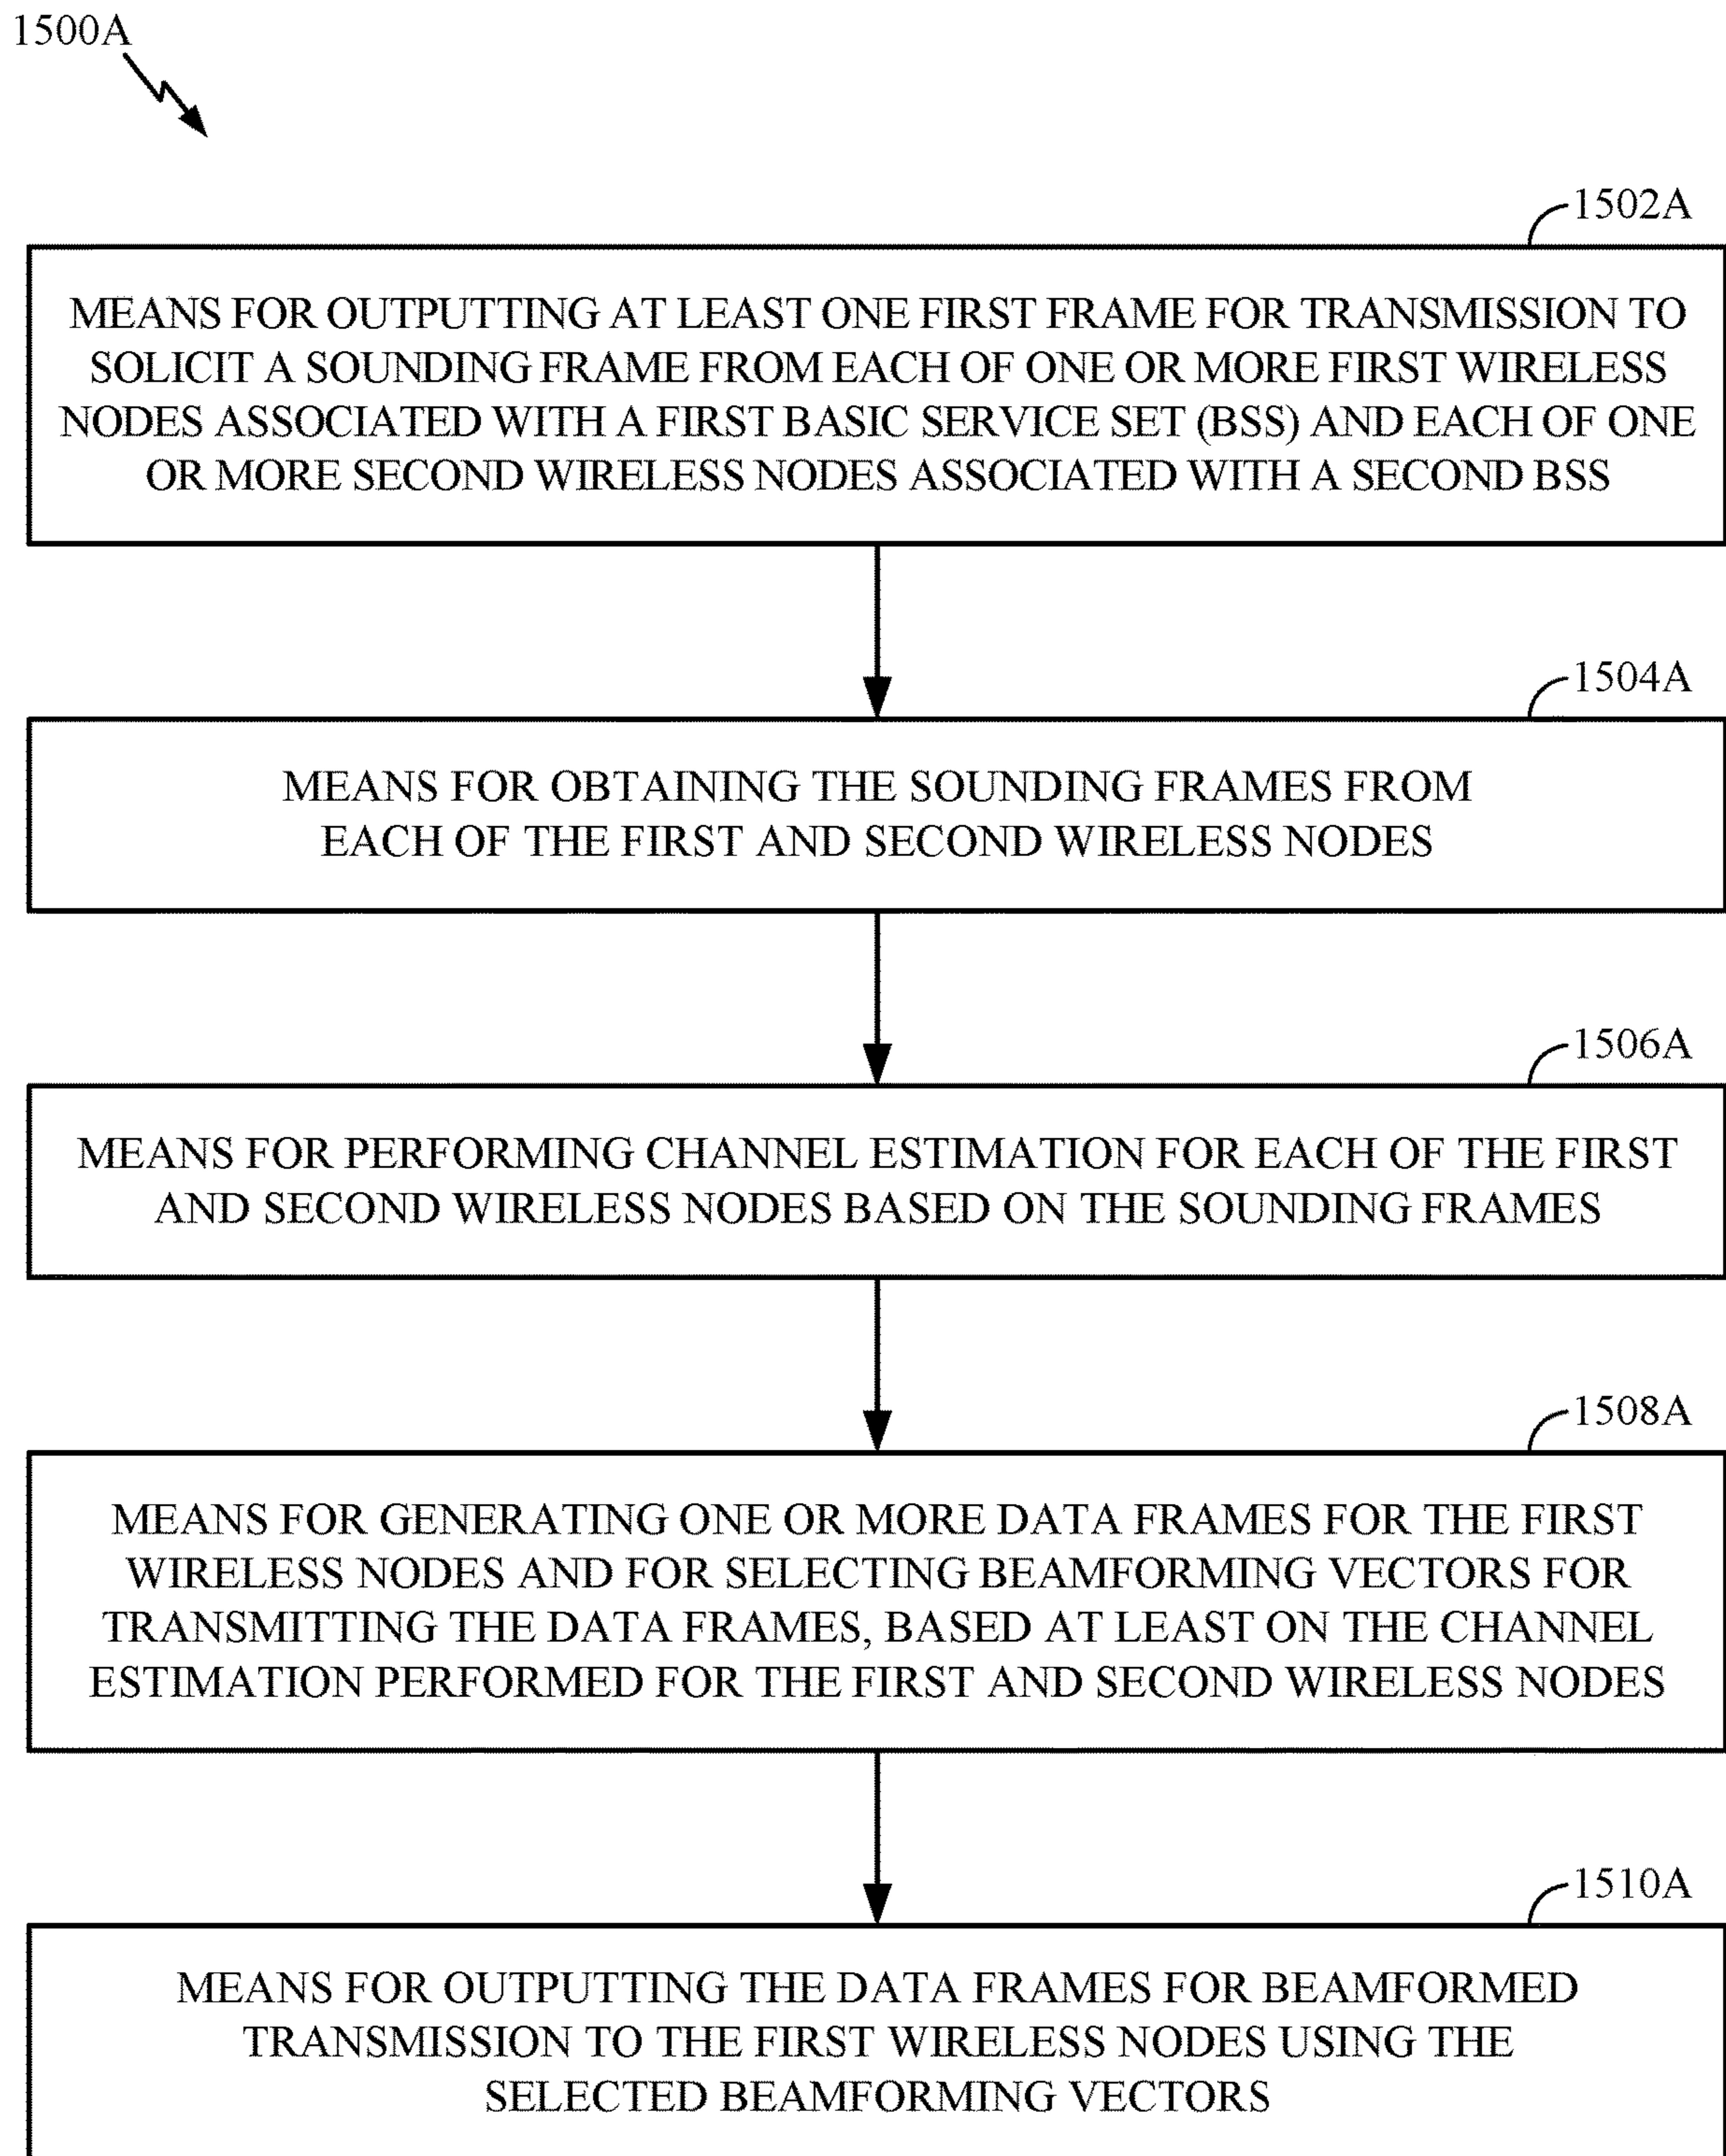 1500A
1502A
MEANS FOR OUTPUTTING AT LEAST ONE FIRST FRAME FOR TRANSMISSION TO
SOLICIT A SOUNDING FRAME FROM EACH OF ONE OR MORE FIRST WIRELESS
NODES ASSOCIATED WITH A FIRST BASIC SERVICE SET (BSS) AND EACH OF ONE
OR MORE SECOND WIRELESS NODES ASSOCIATED WITH A SECOND BSS
1504A
MEANS FOR OBTAINING THE SOUNDING FRAMES FROM
EACH OF THE FIRST AND SECOND WIRELESS NODES
1506A
MEANS FOR PERFORMING CHANNEL ESTIMATION FOR EACH OF THE FIRST
AND SECOND WIRELESS NODES BASED ON THE SOUNDING FRAMES
1508A
MEANS FOR GENERATING ONE OR MORE DATA FRAMES FOR THE FIRST
WIRELESS NODES AND FOR SELECTING BEAMFORMING VECTORS FOR
TRANSMITTING THE DATA FRAMES, BASED AT LEAST ON THE CHANNEL
ESTIMATION PERFORMED FOR THE FIRST AND SECOND WIRELESS NODES
1510A
MEANS FOR OUTPUTTING THE DATA FRAMES FOR BEAMFORMED
TRANSMISSION TO THE FIRST WIRELESS NODES USING THE
SELECTED BEAMFORMING VECTORS